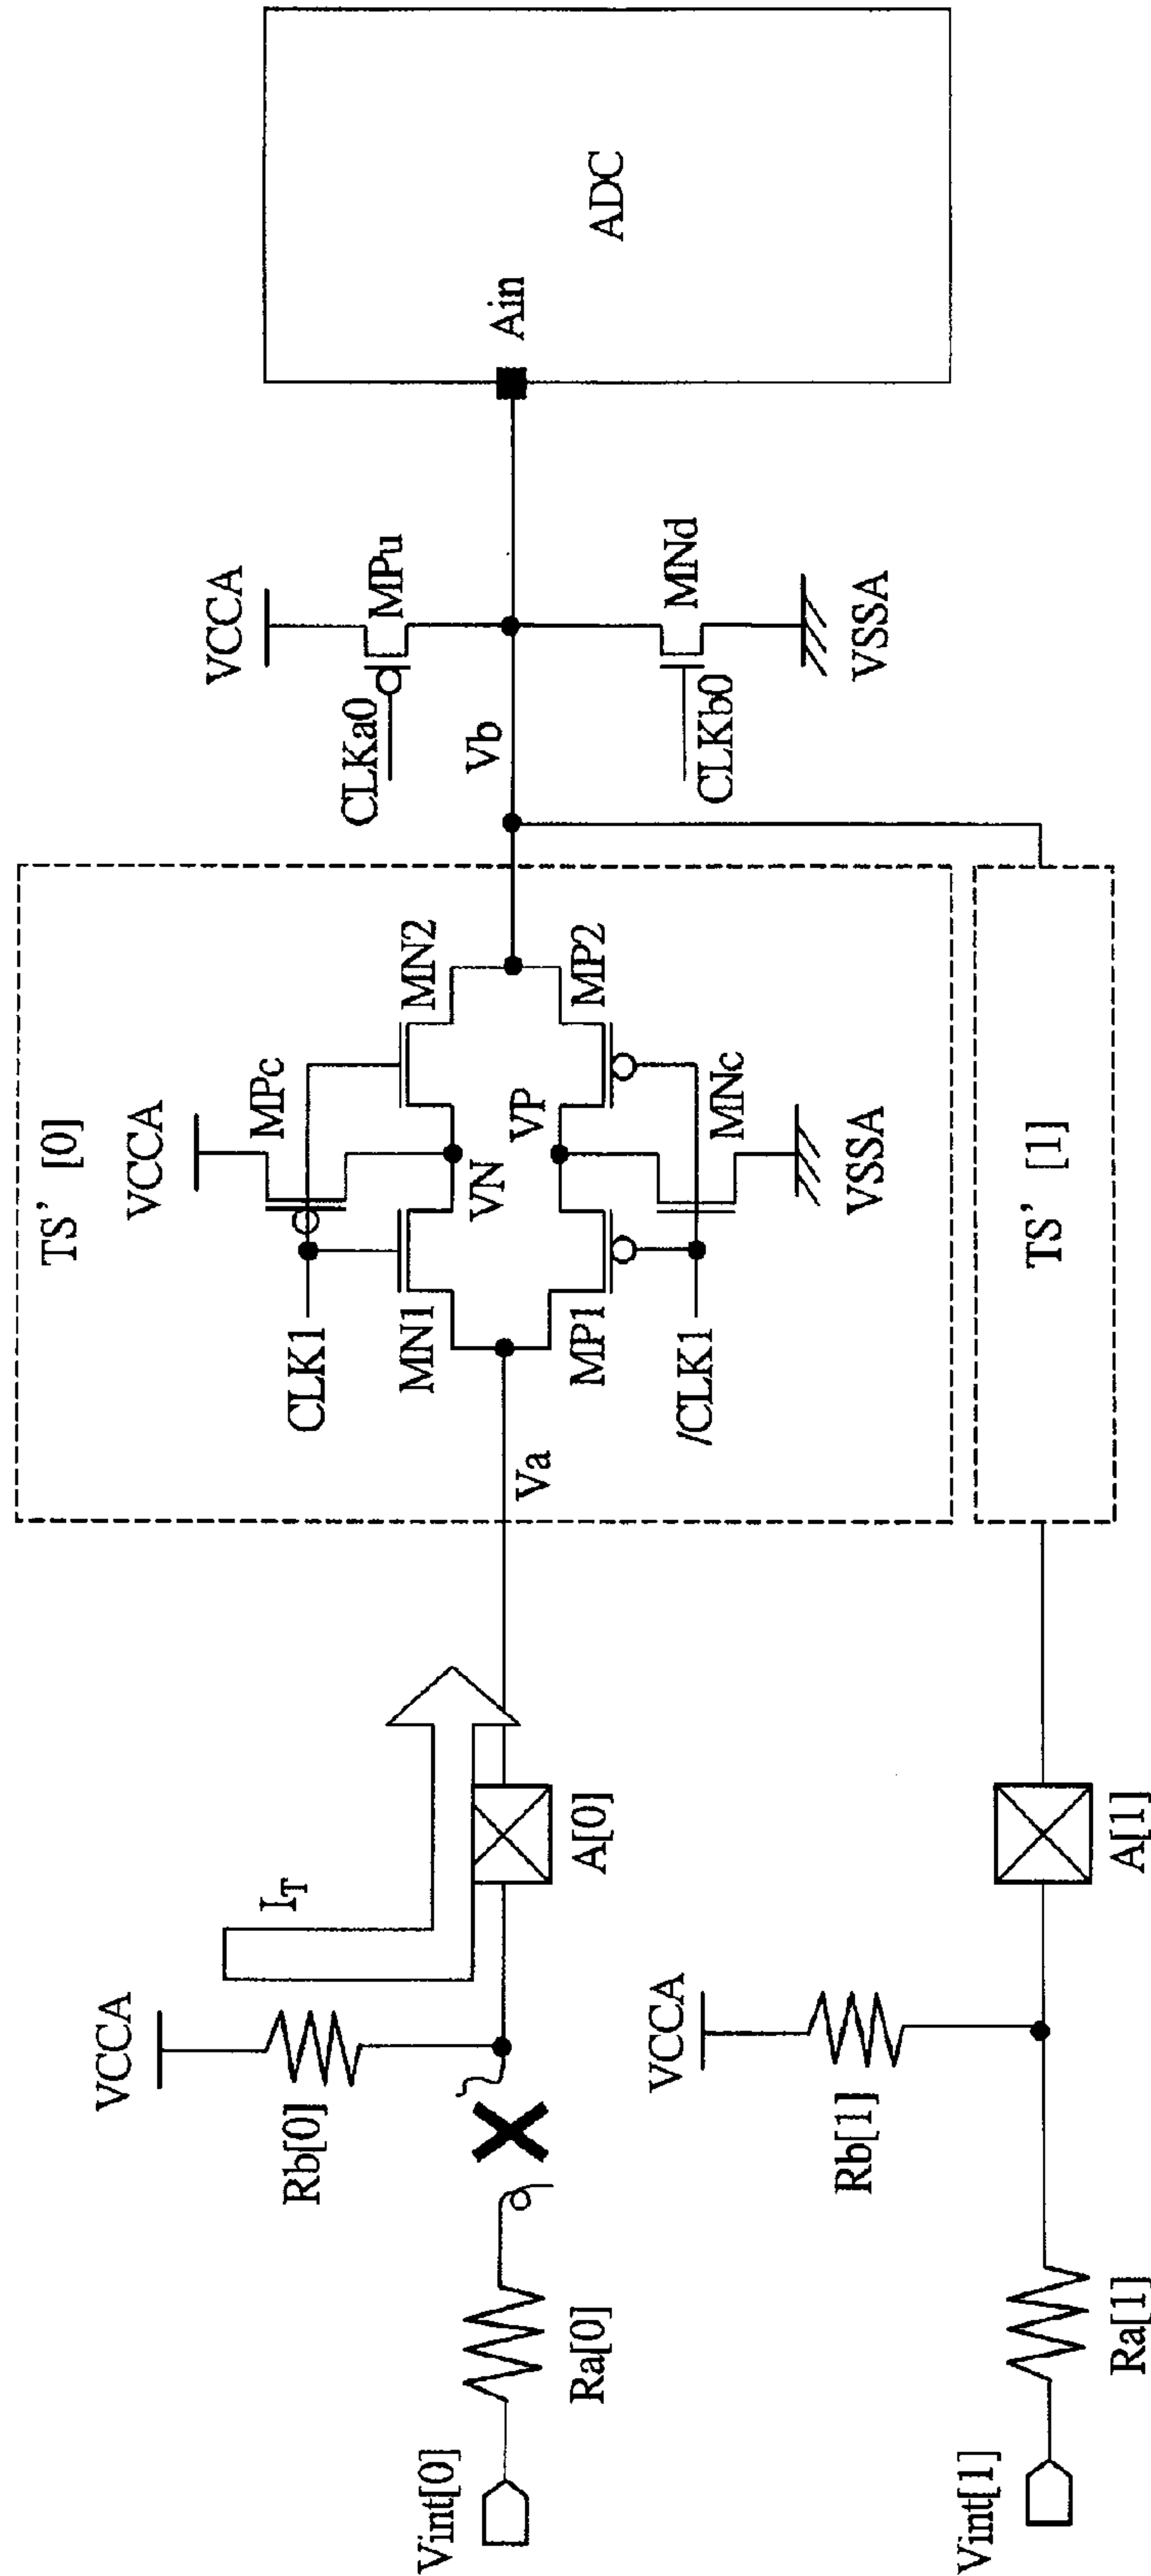 TS' [0]
VCCA
MPc
CLK1
MN1
MN2
VN
VP
Va
MP1
MP2
/CLK1
MNc
VSSA
TS' [1]
VCCA
CLKa0
MPu
Vb
CLKb0
MNd
VSSA
Ain
ADC
VCCA
Rb[0]
I_T
Vint[0]
Ra[0]
A[0]
VCCA
Rb[1]
Vint[1]
Ra[1]
A[1]